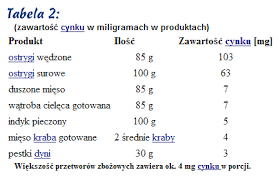 Tabela 2:
(zawartość cynku w miligramach w produktach)
Produkt Ilość Zawartość cynku [mg]
ostrygi wędzone 85 g 103
ostrygi surowe 100 g 63
duszone mięso 85 g 7
wątroba cielęca gotowana 85 g 7
indyk pieczony 100 g 5
mięso kraba gotowane 2 średnie kraby 4
pestki dyni 30 g 3
Większość przetworów zbożowych zawiera ok. 4 mg cynku w porcji.